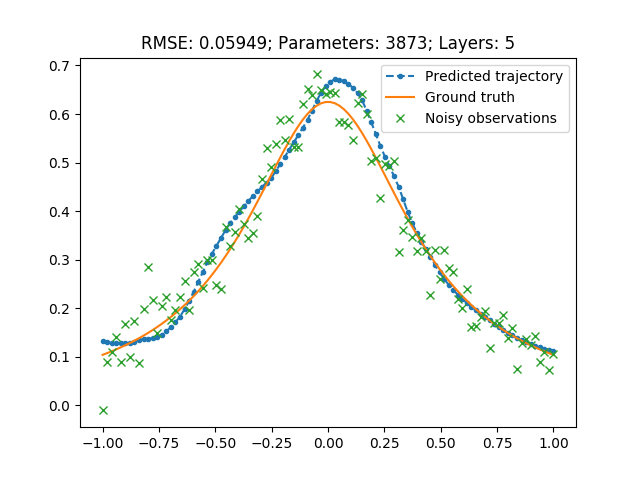 RMSE: 0.05949; Parameters: 3873; Layers: 5
Predicted trajectory
Ground truth
Noisy observations
0.7
0.6
0.5
0.4
0.3
0.2
0.1
0.0
−1.00 −0.75 −0.50 −0.25 0.00 0.25 0.50 0.75 1.00